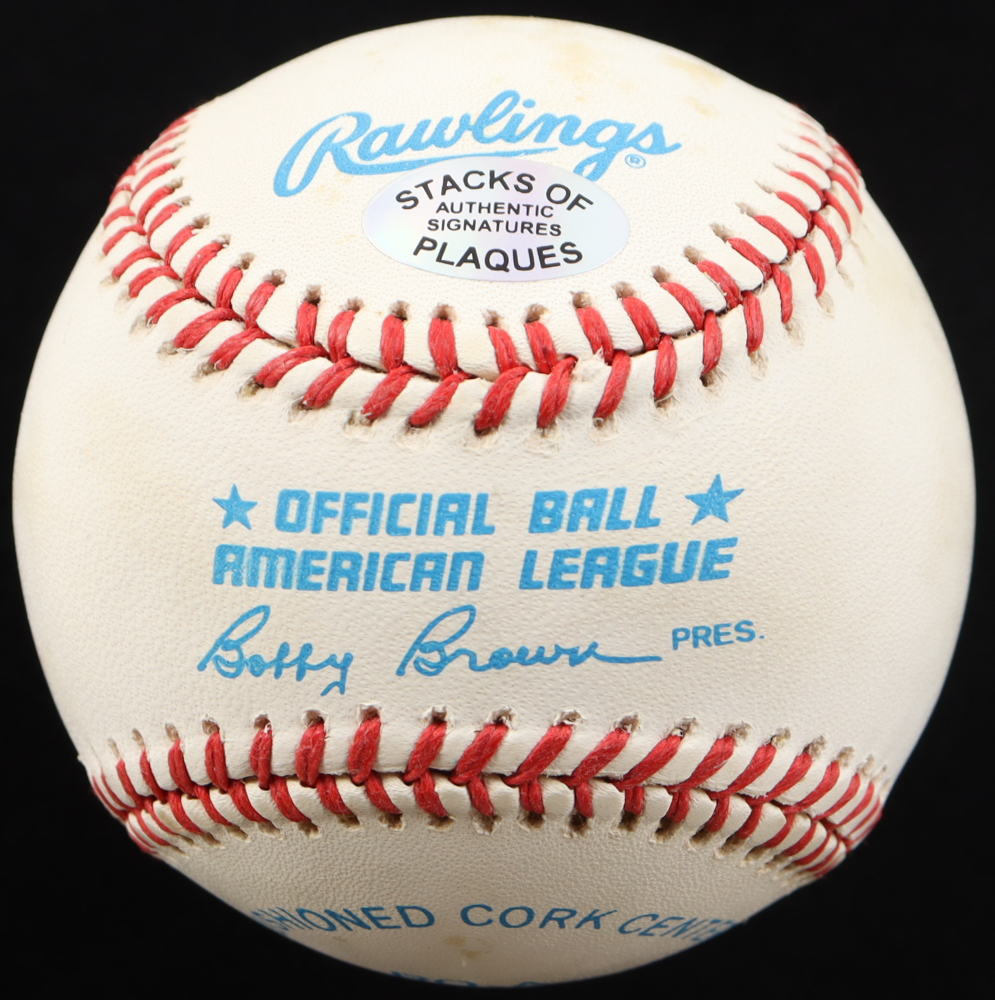 Rawlings®
STACKS OF
AUTHENTIC
SIGNATURES
PLAQUES
★ OFFICIAL BALL ★
AMERICAN LEAGUE
Bobby Brown PRES.
CORK